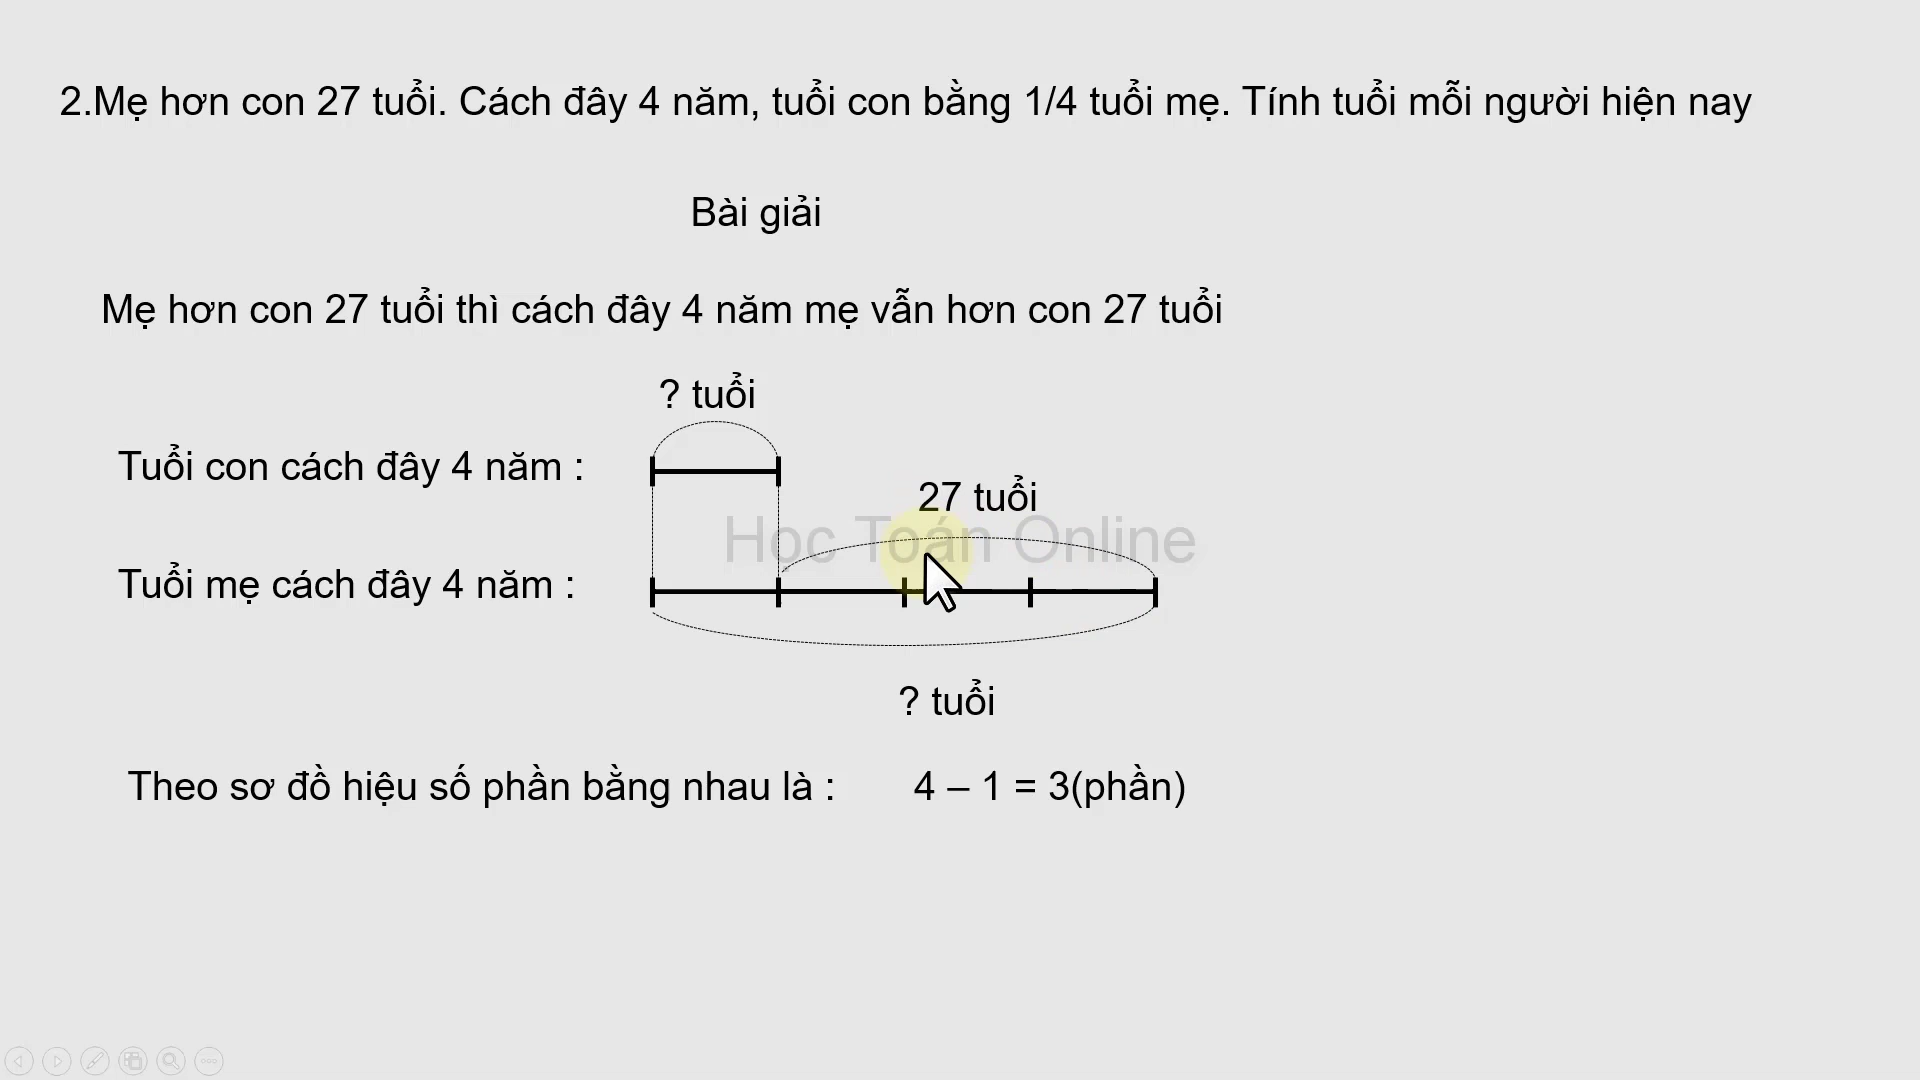 2.Mẹ hơn con 27 tuổi. Cách đây 4 năm, tuổi con bằng 1/4 tuổi mẹ. Tính tuổi mỗi người hiện nay
Bài giải
Mẹ hơn con 27 tuổi thì cách đây 4 năm mẹ vẫn hơn con 27 tuổi
? tuổi
Tuổi con cách đây 4 năm :
27 tuổi
Học Toán Online
Tuổi mẹ cách đây 4 năm :
? tuổi
Theo sơ đồ hiệu số phần bằng nhau là : 4 – 1 = 3(phần)